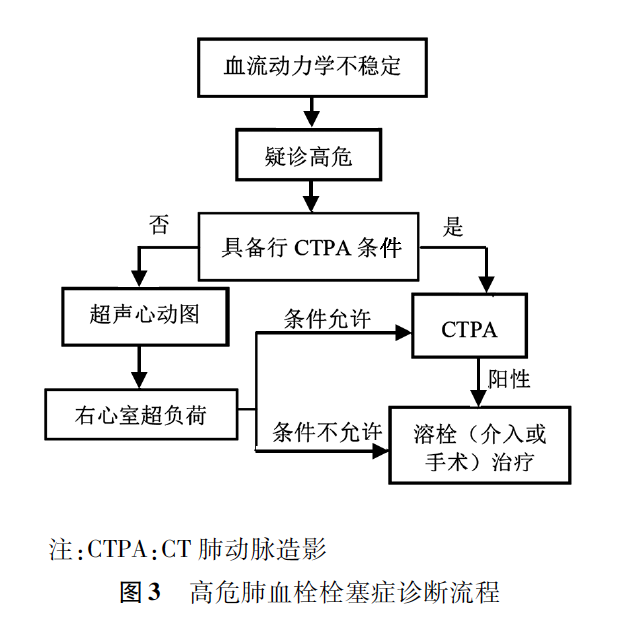 血流动力学不稳定
疑诊高危
否
具备行 CTPA 条件
是
超声心动图
条件允许
CTPA
阳性
右心室超负荷
条件不允许
溶栓（介入或
手术）治疗
注:CTPA:CT 肺动脉造影
图 3 高危肺血栓栓塞症诊断流程